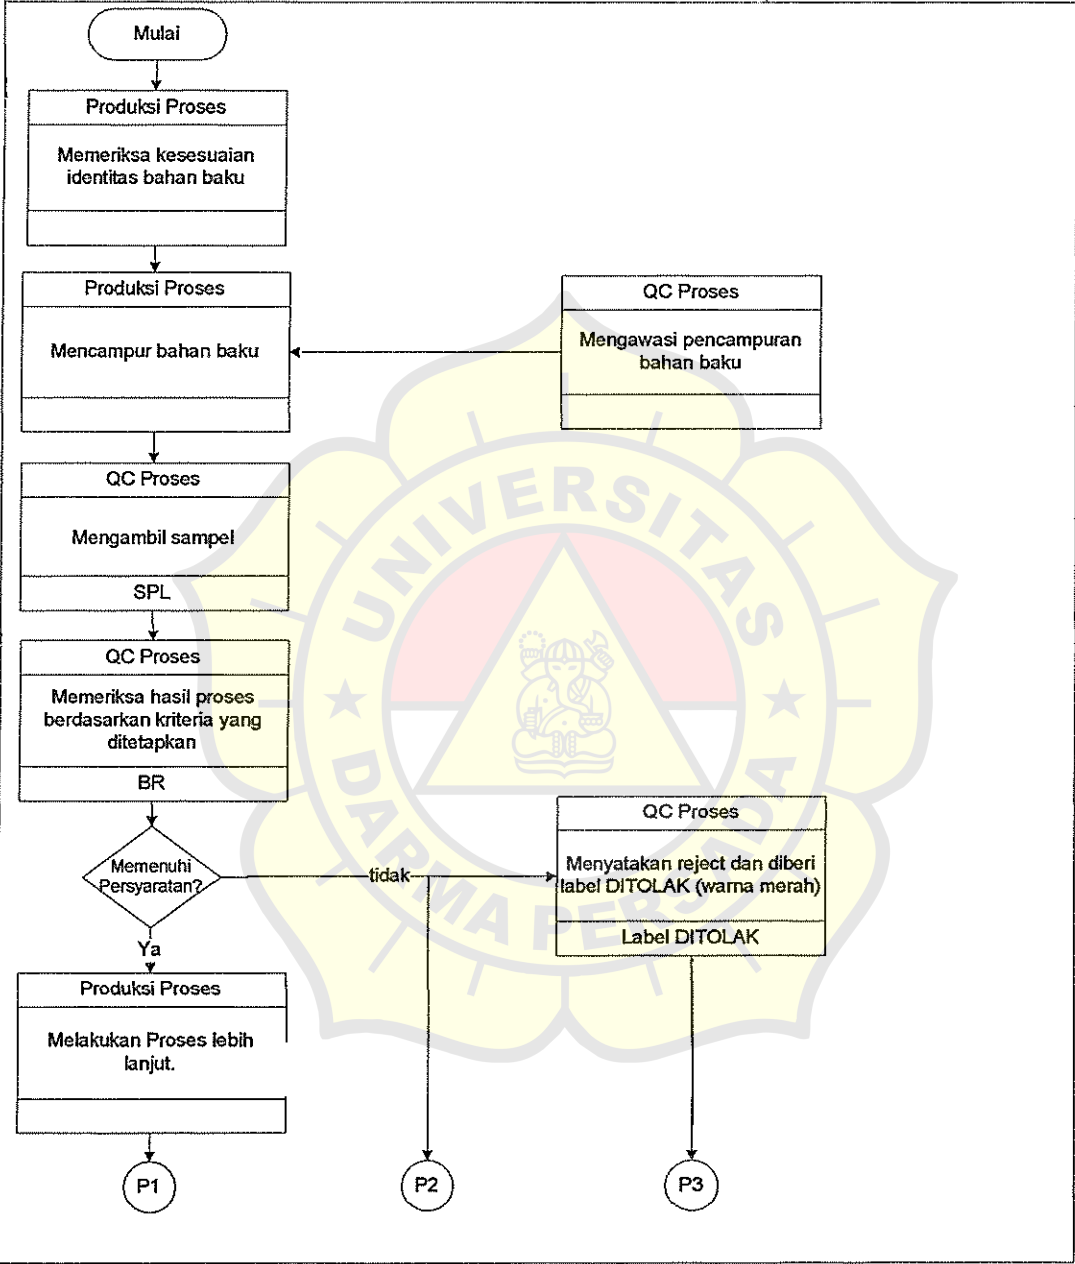 Mulai
Produksi Proses
Memeriksa kesesuaian
identitas bahan baku
Produksi Proses
Mencampur bahan baku
QC Proses
Mengawasi pencampuran
bahan baku
QC Proses
Mengambil sampel
SPL
QC Proses
Memeriksa hasil proses
berdasarkan kriteria yang
ditetapkan
BR
Memenuhi
Persyaratan?
tidak
QC Proses
Menyatakan reject dan diberi
label DITOLAK (warna merah)
Label DITOLAK
Ya
Produksi Proses
Melakukan Proses lebih
lanjut.
P1
P2
P3
UNIVERSITAS
DARMA PERSADA